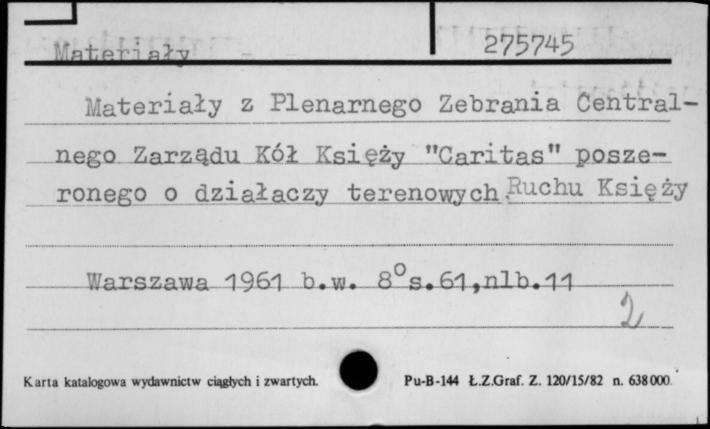 Materiały 275745
Materiały z Plenarnego Zebrania Central-
nego Zarządu Kół Księży "Caritas" posze-
ronego o działaczy terenowych Ruchu Księży
Warszawa 1961 b.w. 8° s.61,nlb.11
2
Karta katalogowa wydawnictw ciągłych i zwartych. Pu-B-144 Ł.Z.Graf. Z. 120/15/82 n. 638000.